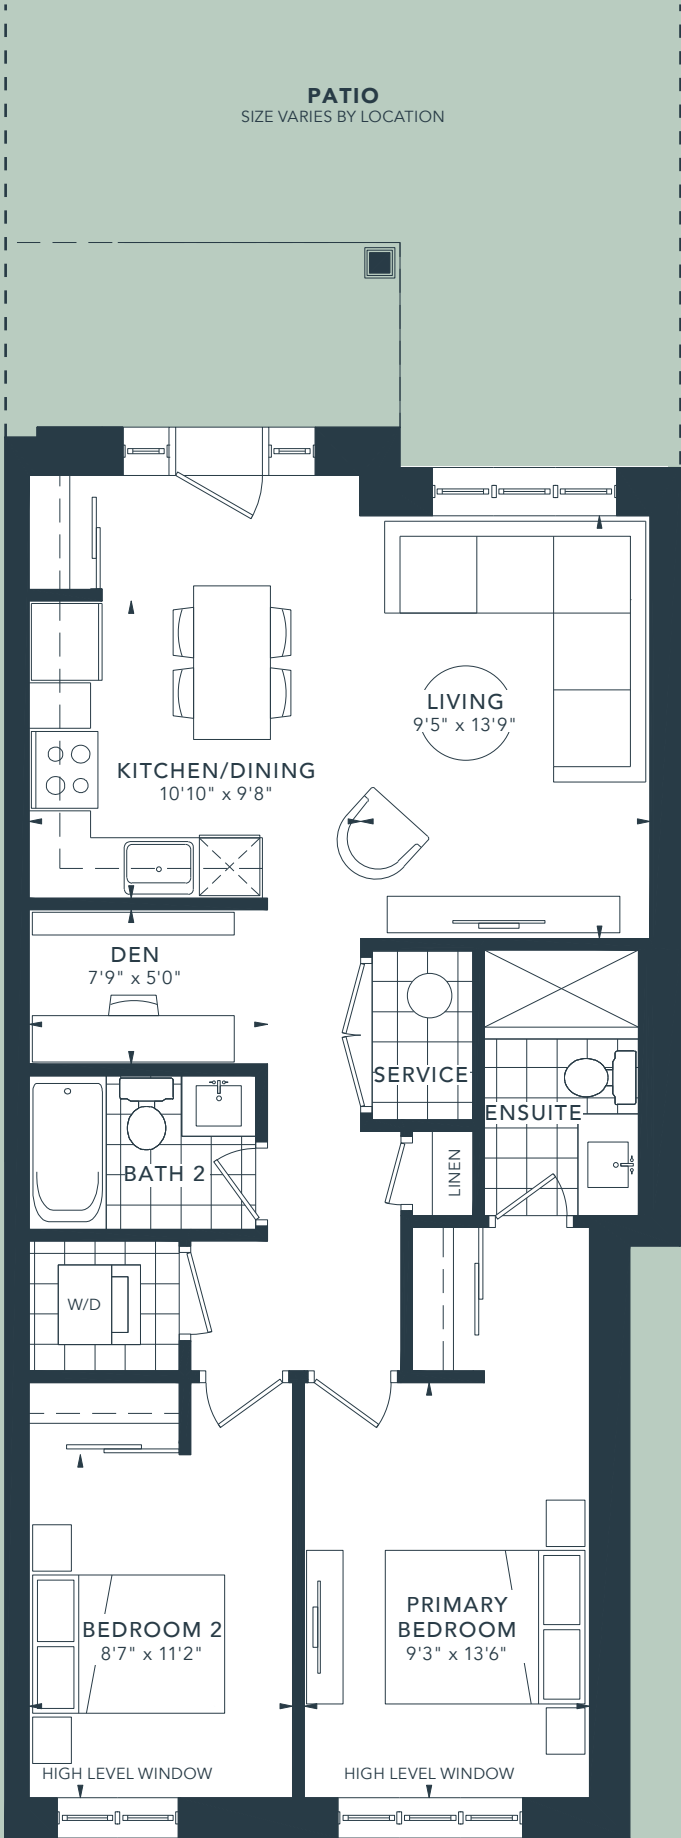 PATIO
SIZE VARIES BY LOCATION
LIVING
9'5" x 13'9"
KITCHEN/DINING
10'10" x 9'8"
DEN
7'9" x 5'0"
SERVICE
ENSUITE
LINEN
BATH 2
W/D
PRIMARY
BEDROOM
9'3" x 13'6"
BEDROOM 2
8'7" x 11'2"
HIGH LEVEL WINDOW
HIGH LEVEL WINDOW